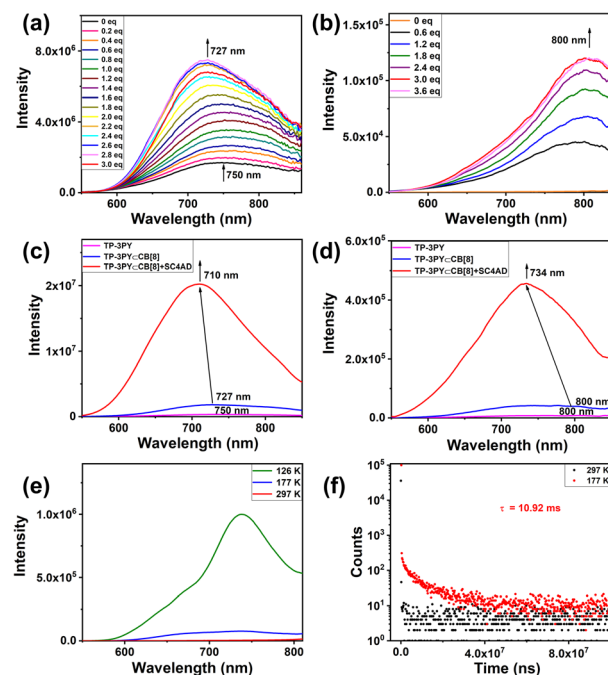 (a)
0 eq
0.2 eq
0.4 eq
0.6 eq
0.8 eq
1.0 eq
1.2 eq
1.4 eq
1.6 eq
1.8 eq
2.0 eq
2.2 eq
2.4 eq
2.6 eq
2.8 eq
3.0 eq
727 nm
750 nm
Intensity
8.0x10⁶
4.0x10⁶
0.0
600
700
800
Wavelength (nm)
(b)
0 eq
0.6 eq
1.2 eq
1.8 eq
2.4 eq
3.0 eq
3.6 eq
800 nm
Intensity
1.5x10⁵
1.0x10⁵
5.0x10⁴
0.0
600
700
800
Wavelength (nm)
(c)
TP-3PY
TP-3PY⊂CB[8]
TP-3PY⊂CB[8]+SC4AD
710 nm
727 nm
750 nm
Intensity
2x10⁷
1x10⁷
0
600
700
800
Wavelength (nm)
(d)
TP-3PY
TP-3PY⊂CB[8]
TP-3PY⊂CB[8]+SC4AD
734 nm
800 nm
800 nm
Intensity
6.0x10⁵
4.0x10⁵
2.0x10⁵
0.0
600
700
800
Wavelength (nm)
(e)
126 K
177 K
297 K
Intensity
1.0x10⁶
5.0x10⁵
0.0
600
700
800
Wavelength (nm)
(f)
297 K
177 K
τ = 10.92 ms
Counts
10⁵
10⁴
10³
10²
10¹
10⁰
0.0
4.0x10⁷
8.0x10⁷
Time (ns)